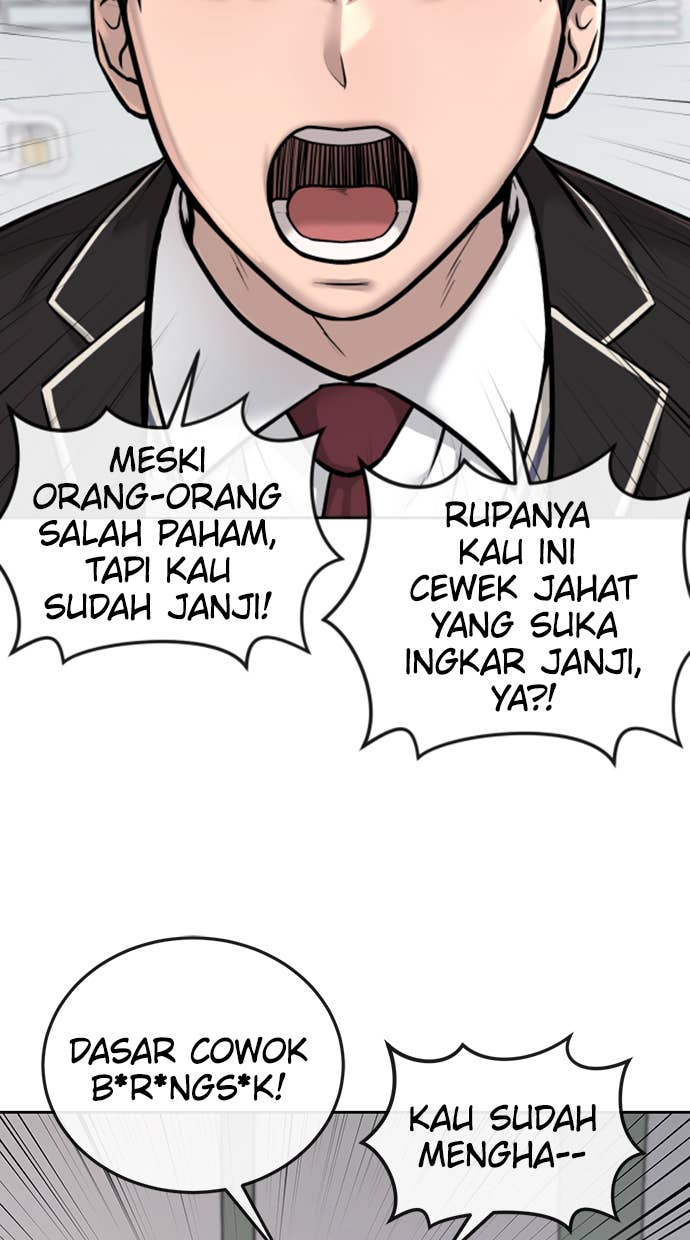 MESKI
ORANG-ORANG
SALAH PAHAM,
TAPI KAU
SUDAH JANJI!
RUPANYA
KAU INI
CEWEK JAHAT
YANG SUKA
INGKAR JANJI,
YA?!
DASAR COWOK
B*R*NGS*K!
KAU SUDAH
MENGHA--